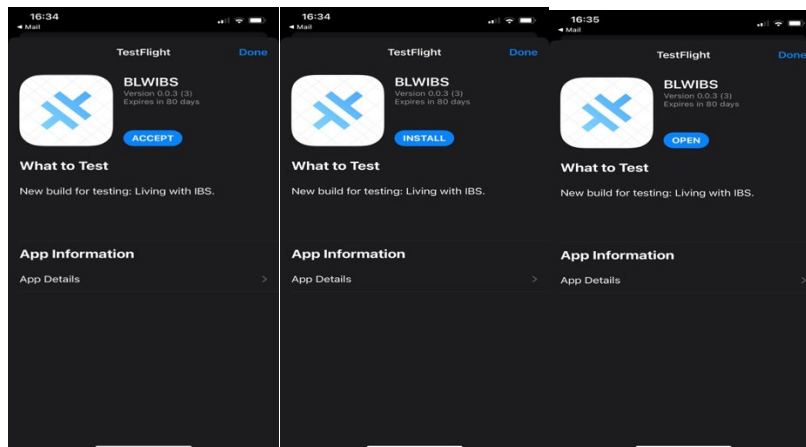 16:34
◄ Mail
TestFlight
Done
BLWIBS
Version 0.0.3 (3)
Expires in 80 days
ACCEPT
What to Test
New build for testing: Living with IBS.
App Information
App Details
16:34
◄ Mail
TestFlight
Done
BLWIBS
Version 0.0.3 (3)
Expires in 80 days
INSTALL
What to Test
New build for testing: Living with IBS.
App Information
App Details
16:35
◄ Mail
TestFlight
Done
BLWIBS
Version 0.0.3 (3)
Expires in 80 days
OPEN
What to Test
New build for testing: Living with IBS.
App Information
App Details